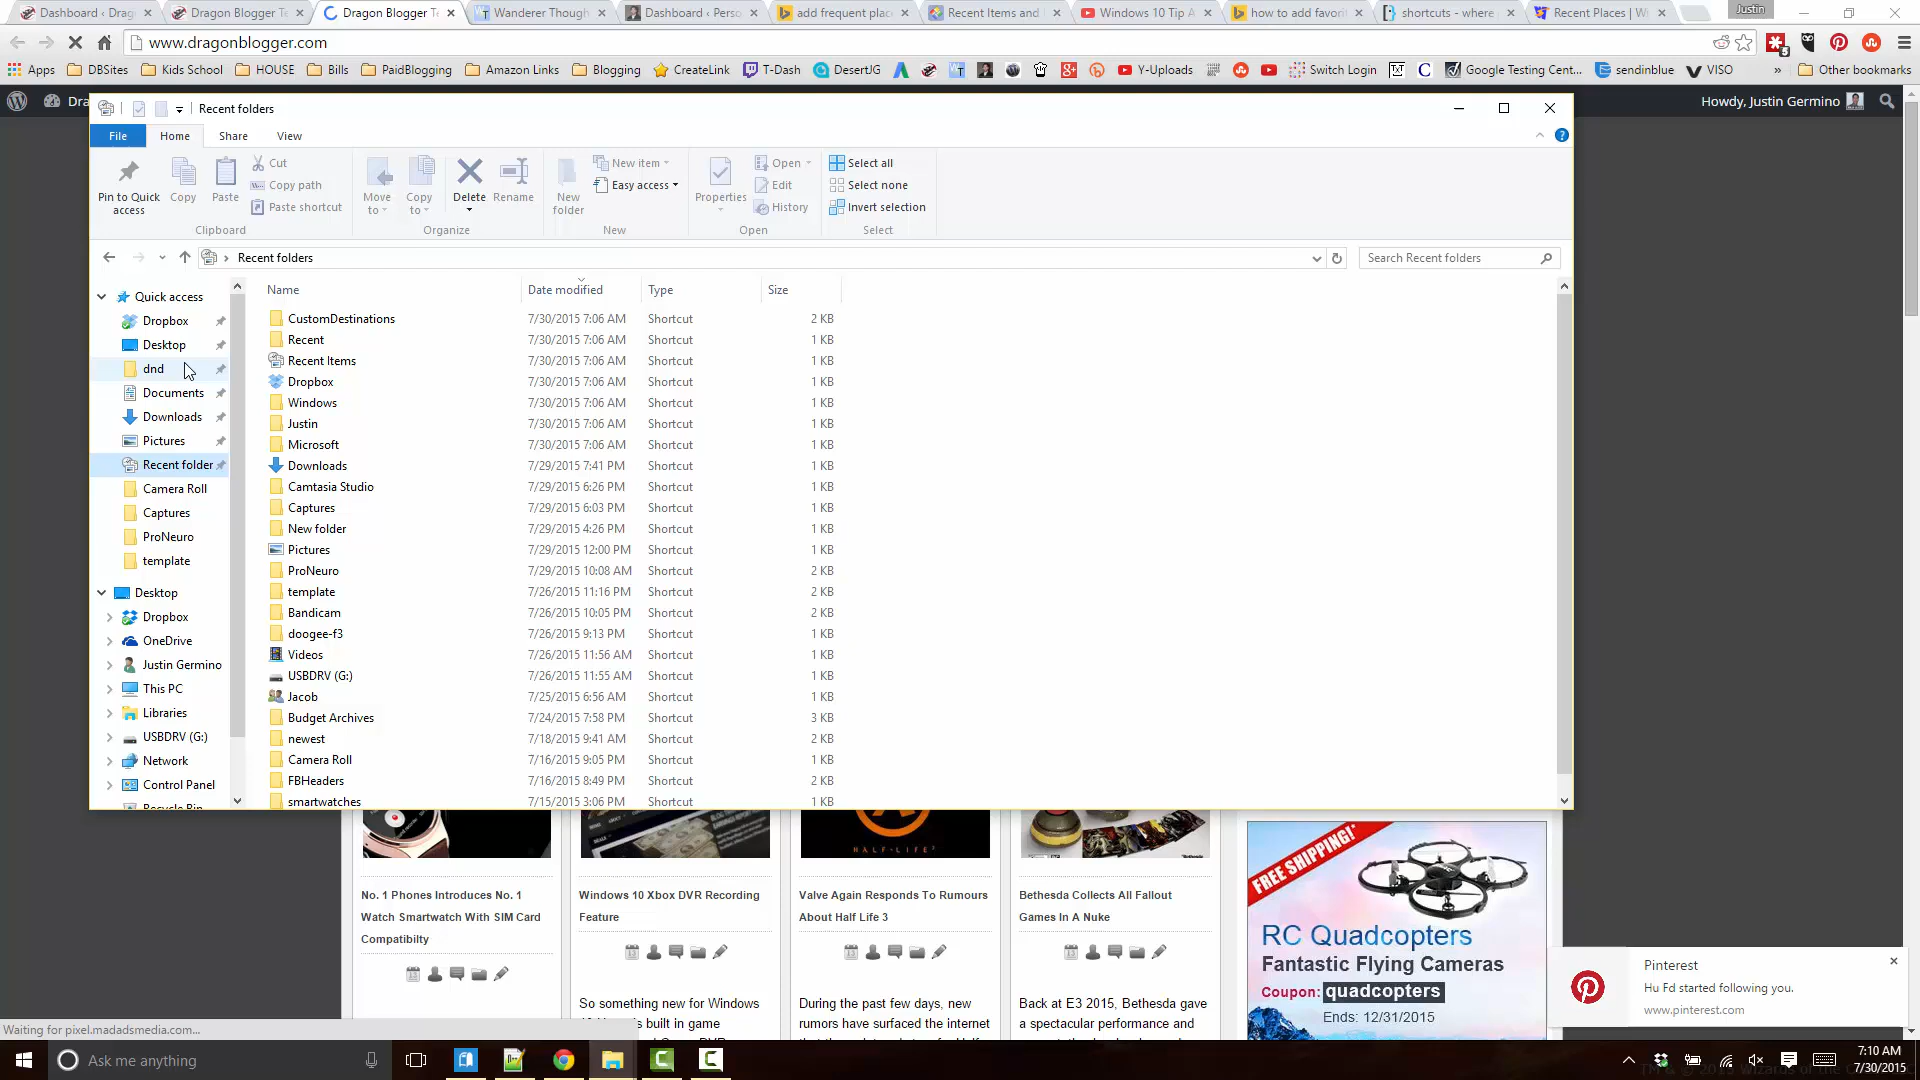 Dashboard ‹ Drag
Dragon Blogger Te
Dragon Blogger Te
Wanderer Though
Dashboard ‹ Perso
add frequent plac
Recent Items and
Windows 10 Tip A
how to add favori
shortcuts - where
Recent Places | Wi
Justin
www.dragonblogger.com
Apps
DBSites
Kids School
HOUSE
Bills
PaidBlogging
Amazon Links
Blogging
CreateLink
T-Dash
DesertJG
Y-Uploads
Switch Login
Google Testing Cent...
sendinblue
VISO
Other bookmarks
Dra
Howdy, Justin Germino
Recent folders
File
Home
Share
View
Pin to Quick access
Copy
Paste
Cut
Copy path
Paste shortcut
Clipboard
Move to
Copy to
Delete
Rename
Organize
New folder
New item
Easy access
New
Properties
Open
Edit
History
Open
Select all
Select none
Invert selection
Select
Recent folders
Search Recent folders
Quick access
Dropbox
Desktop
dnd
Documents
Downloads
Pictures
Recent folder
Camera Roll
Captures
ProNeuro
template
Desktop
Dropbox
OneDrive
Justin Germino
This PC
Libraries
USBDRV (G:)
Network
Control Panel
Recycle Bin
Name Date modified Type Size
CustomDestinations 7/30/2015 7:06 AM Shortcut 2 KB
Recent 7/30/2015 7:06 AM Shortcut 1 KB
Recent Items 7/30/2015 7:06 AM Shortcut 1 KB
Dropbox 7/30/2015 7:06 AM Shortcut 1 KB
Windows 7/30/2015 7:06 AM Shortcut 1 KB
Justin 7/30/2015 7:06 AM Shortcut 1 KB
Microsoft 7/30/2015 7:06 AM Shortcut 1 KB
Downloads 7/29/2015 7:41 PM Shortcut 1 KB
Camtasia Studio 7/29/2015 6:26 PM Shortcut 1 KB
Captures 7/29/2015 6:03 PM Shortcut 1 KB
New folder 7/29/2015 4:26 PM Shortcut 1 KB
Pictures 7/29/2015 12:00 PM Shortcut 1 KB
ProNeuro 7/29/2015 10:08 AM Shortcut 2 KB
template 7/26/2015 11:16 PM Shortcut 2 KB
Bandicam 7/26/2015 10:05 PM Shortcut 2 KB
doogee-f3 7/26/2015 9:13 PM Shortcut 1 KB
Videos 7/26/2015 11:56 AM Shortcut 1 KB
USBDRV (G:) 7/26/2015 11:55 AM Shortcut 1 KB
Jacob 7/25/2015 6:56 AM Shortcut 1 KB
Budget Archives 7/24/2015 7:58 PM Shortcut 3 KB
newest 7/18/2015 9:41 AM Shortcut 2 KB
Camera Roll 7/16/2015 9:05 PM Shortcut 1 KB
FBHeaders 7/16/2015 8:49 PM Shortcut 2 KB
smartwatches 7/15/2015 3:06 PM Shortcut 1 KB
HALF-LIFE
No. 1 Phones Introduces No. 1
Watch Smartwatch With SIM Card
Compatibilty
Windows 10 Xbox DVR Recording
Feature
So something new for Windows
Valve Again Responds To Rumours
About Half Life 3
During the past few days, new
rumors have surfaced the internet
Bethesda Collects All Fallout
Games In A Nuke
Back at E3 2015, Bethesda gave
a spectacular performance and
FREE SHIPPING!*
RC Quadcopters
Fantastic Flying Cameras
Coupon: quadcopters
Ends: 12/31/2015
Pinterest
Hu Fd started following you.
www.pinterest.com
Waiting for pixel.madadsmedia.com...
Ask me anything
7:10 AM
7/30/2015